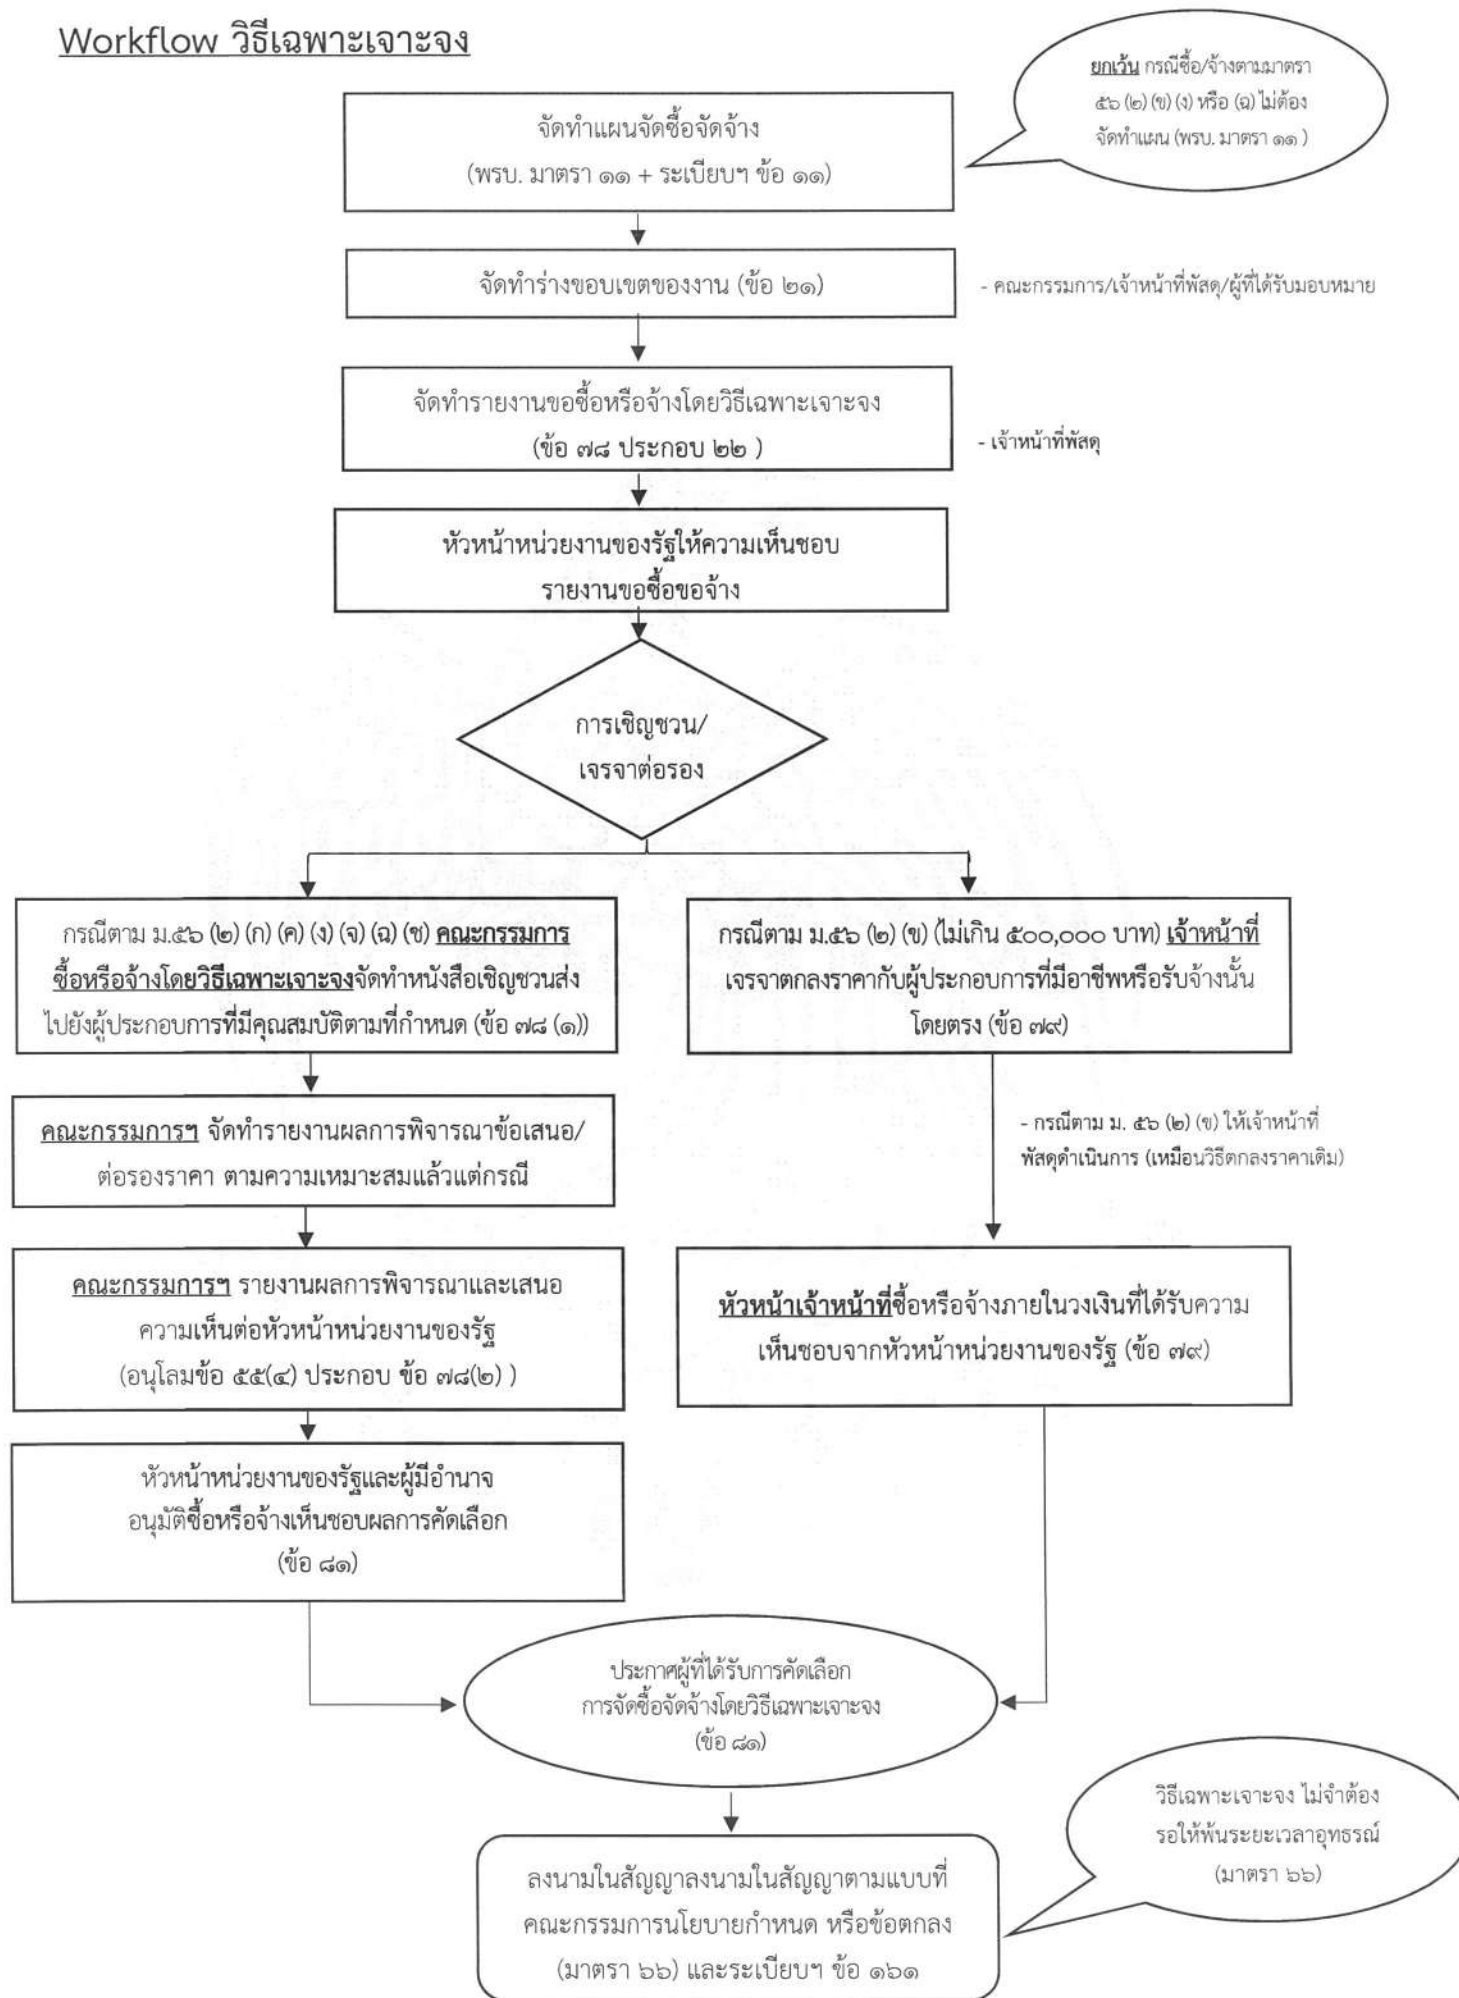 Workflow วิธีเฉพาะเจาะจง
ยกเว้น กรณีซื้อ/จ้างตามมาตรา
๕๖ (๒) (ข) (ง) หรือ (ฉ) ไม่ต้อง
จัดทำแผน (พรบ. มาตรา ๑๑ )
จัดทำแผนจัดซื้อจัดจ้าง
(พรบ. มาตรา ๑๑ + ระเบียบฯ ข้อ ๑๑)
จัดทำร่างขอบเขตของงาน (ข้อ ๒๑)
- คณะกรรมการ/เจ้าหน้าที่พัสดุ/ผู้ที่ได้รับมอบหมาย
จัดทำรายงานขอซื้อหรือจ้างโดยวิธีเฉพาะเจาะจง
(ข้อ ๗๘ ประกอบ ๒๒ )
- เจ้าหน้าที่พัสดุ
หัวหน้าหน่วยงานของรัฐให้ความเห็นชอบ
รายงานขอซื้อขอจ้าง
การเชิญชวน/
เจรจาต่อรอง
กรณีตาม ม.๕๖ (๒) (ก) (ค) (ง) (จ) (ฉ) (ช) คณะกรรมการ
ซื้อหรือจ้างโดยวิธีเฉพาะเจาะจงจัดทำหนังสือเชิญชวนส่ง
ไปยังผู้ประกอบการที่มีคุณสมบัติตามที่กำหนด (ข้อ ๗๘ (๑))
กรณีตาม ม.๕๖ (๒) (ข) (ไม่เกิน ๕๐๐,๐๐๐ บาท) เจ้าหน้าที่
เจรจาตกลงราคากับผู้ประกอบการที่มีอาชีพหรือรับจ้างนั้น
โดยตรง (ข้อ ๗๙)
คณะกรรมการฯ จัดทำรายงานผลการพิจารณาข้อเสนอ/
ต่อรองราคา ตามความเหมาะสมแล้วแต่กรณี
- กรณีตาม ม. ๕๖ (๒) (ข) ให้เจ้าหน้าที่
พัสดุดำเนินการ (เหมือนวิธีตกลงราคาเดิม)
คณะกรรมการฯ รายงานผลการพิจารณาและเสนอ
ความเห็นต่อหัวหน้าหน่วยงานของรัฐ
(อนุโลมข้อ ๕๕(๔) ประกอบ ข้อ ๗๘(๒) )
หัวหน้าเจ้าหน้าที่ซื้อหรือจ้างภายในวงเงินที่ได้รับความ
เห็นชอบจากหัวหน้าหน่วยงานของรัฐ (ข้อ ๗๙)
หัวหน้าหน่วยงานของรัฐและผู้มีอำนาจ
อนุมัติซื้อหรือจ้างเห็นชอบผลการคัดเลือก
(ข้อ ๘๑)
ประกาศผู้ที่ได้รับการคัดเลือก
การจัดซื้อจัดจ้างโดยวิธีเฉพาะเจาะจง
(ข้อ ๘๑)
วิธีเฉพาะเจาะจง ไม่จำต้อง
รอให้พ้นระยะเวลาอุทธรณ์
(มาตรา ๖๖)
ลงนามในสัญญาลงนามในสัญญาตามแบบที่
คณะกรรมการนโยบายกำหนด หรือข้อตกลง
(มาตรา ๖๖) และระเบียบฯ ข้อ ๑๖๑